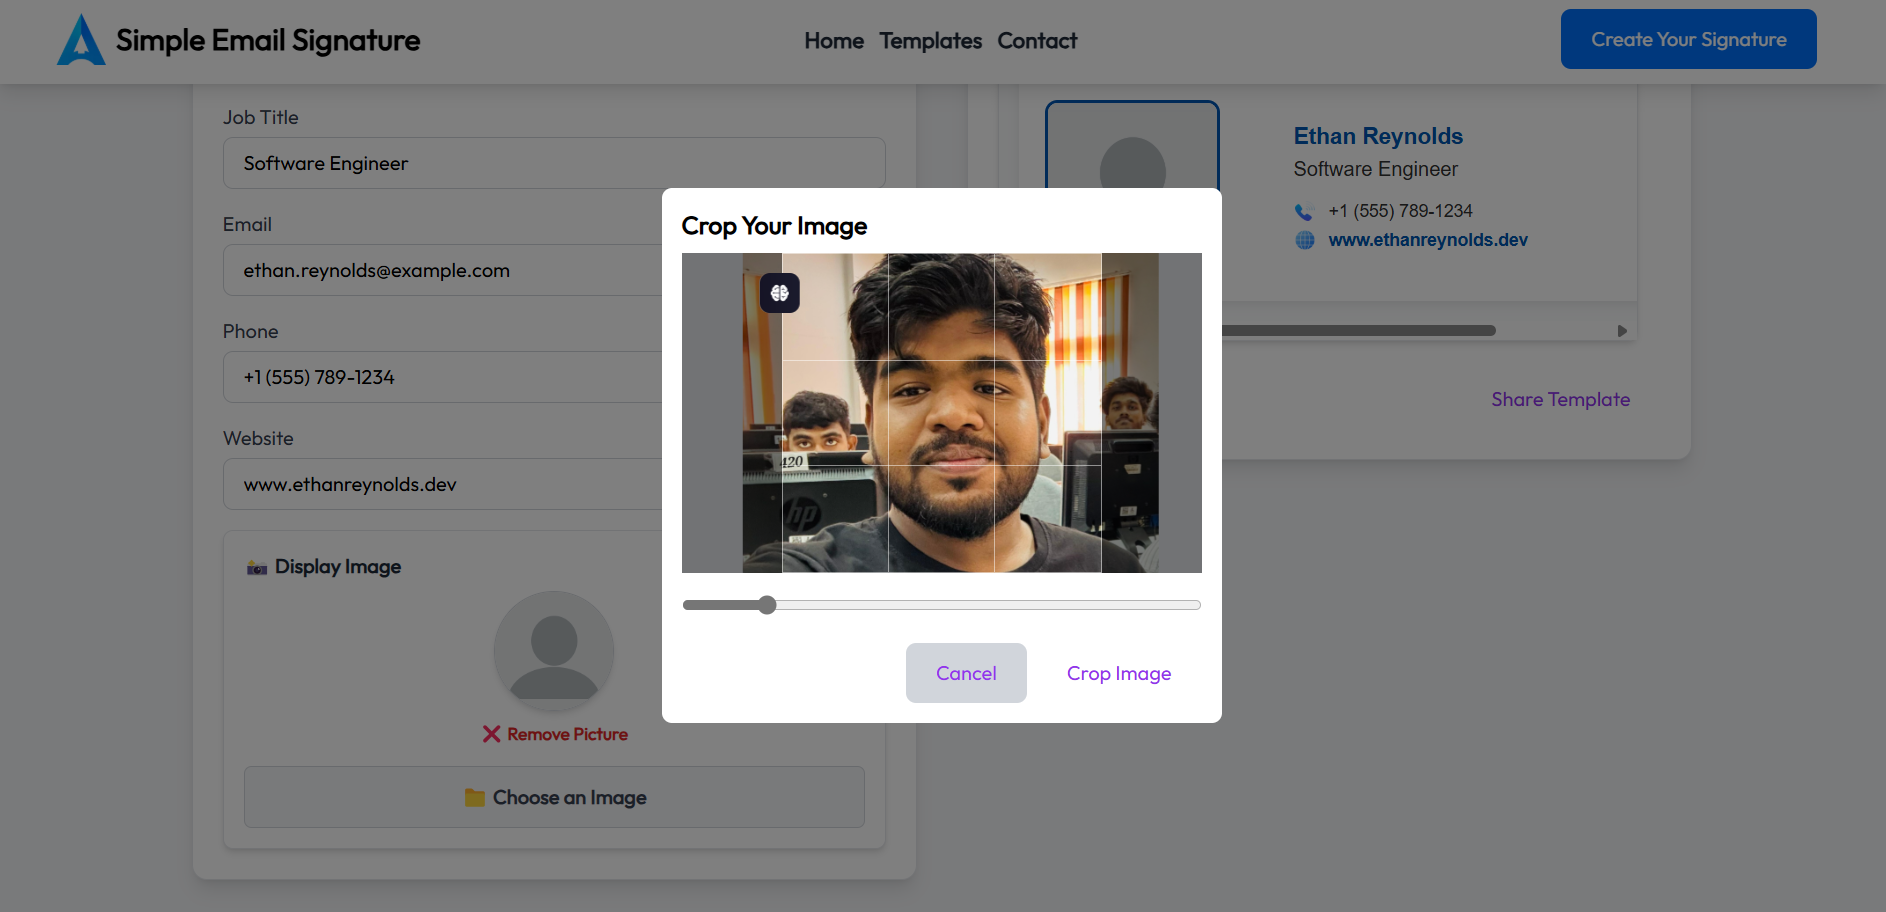 Simple Email Signature
Home Templates Contact
Create Your Signature
Job Title
Software Engineer
Email
ethan.reynolds@example.com
Phone
+1 (555) 789-1234
Website
www.ethanreynolds.dev
Display Image
Remove Picture
Choose an Image
Crop Your Image
420
hp
Cancel
Crop Image
Ethan Reynolds
Software Engineer
+1 (555) 789-1234
www.ethanreynolds.dev
Share Template